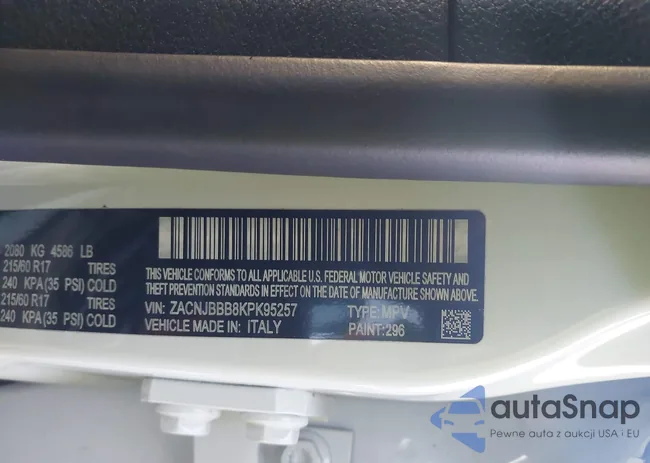 2080 KG 4586 LB
215/60 R17 TIRES
240 KPA(35 PSI) COLD
215/60 R17 TIRES
240 KPA(35 PSI) COLD
THIS VEHICLE CONFORMS TO ALL APPLICABLE U.S. FEDERAL MOTOR VEHICLE SAFETY AND
THEFT PREVENTION STANDARDS IN EFFECT ON THE DATE OF MANUFACTURE SHOWN ABOVE.
VIN: ZACNJBBB8KPK95257 TYPE: MPV
VEHICLE MADE IN: ITALY PAINT: 296
autaSnap
Pewne auta z aukcji USA i EU